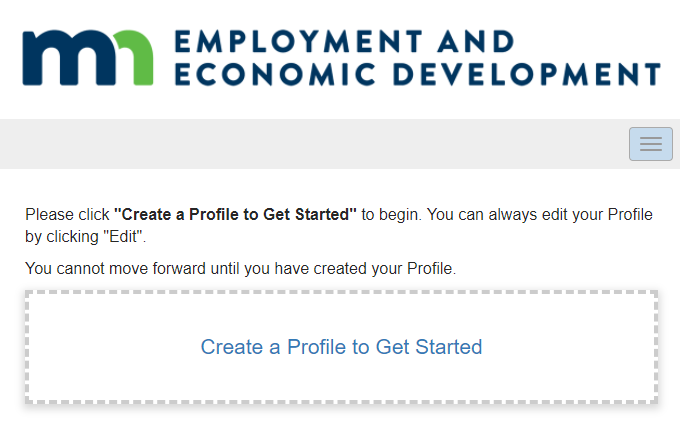 mn EMPLOYMENT AND
ECONOMIC DEVELOPMENT
Please click "Create a Profile to Get Started" to begin. You can always edit your Profile
by clicking "Edit".
You cannot move forward until you have created your Profile.
Create a Profile to Get Started